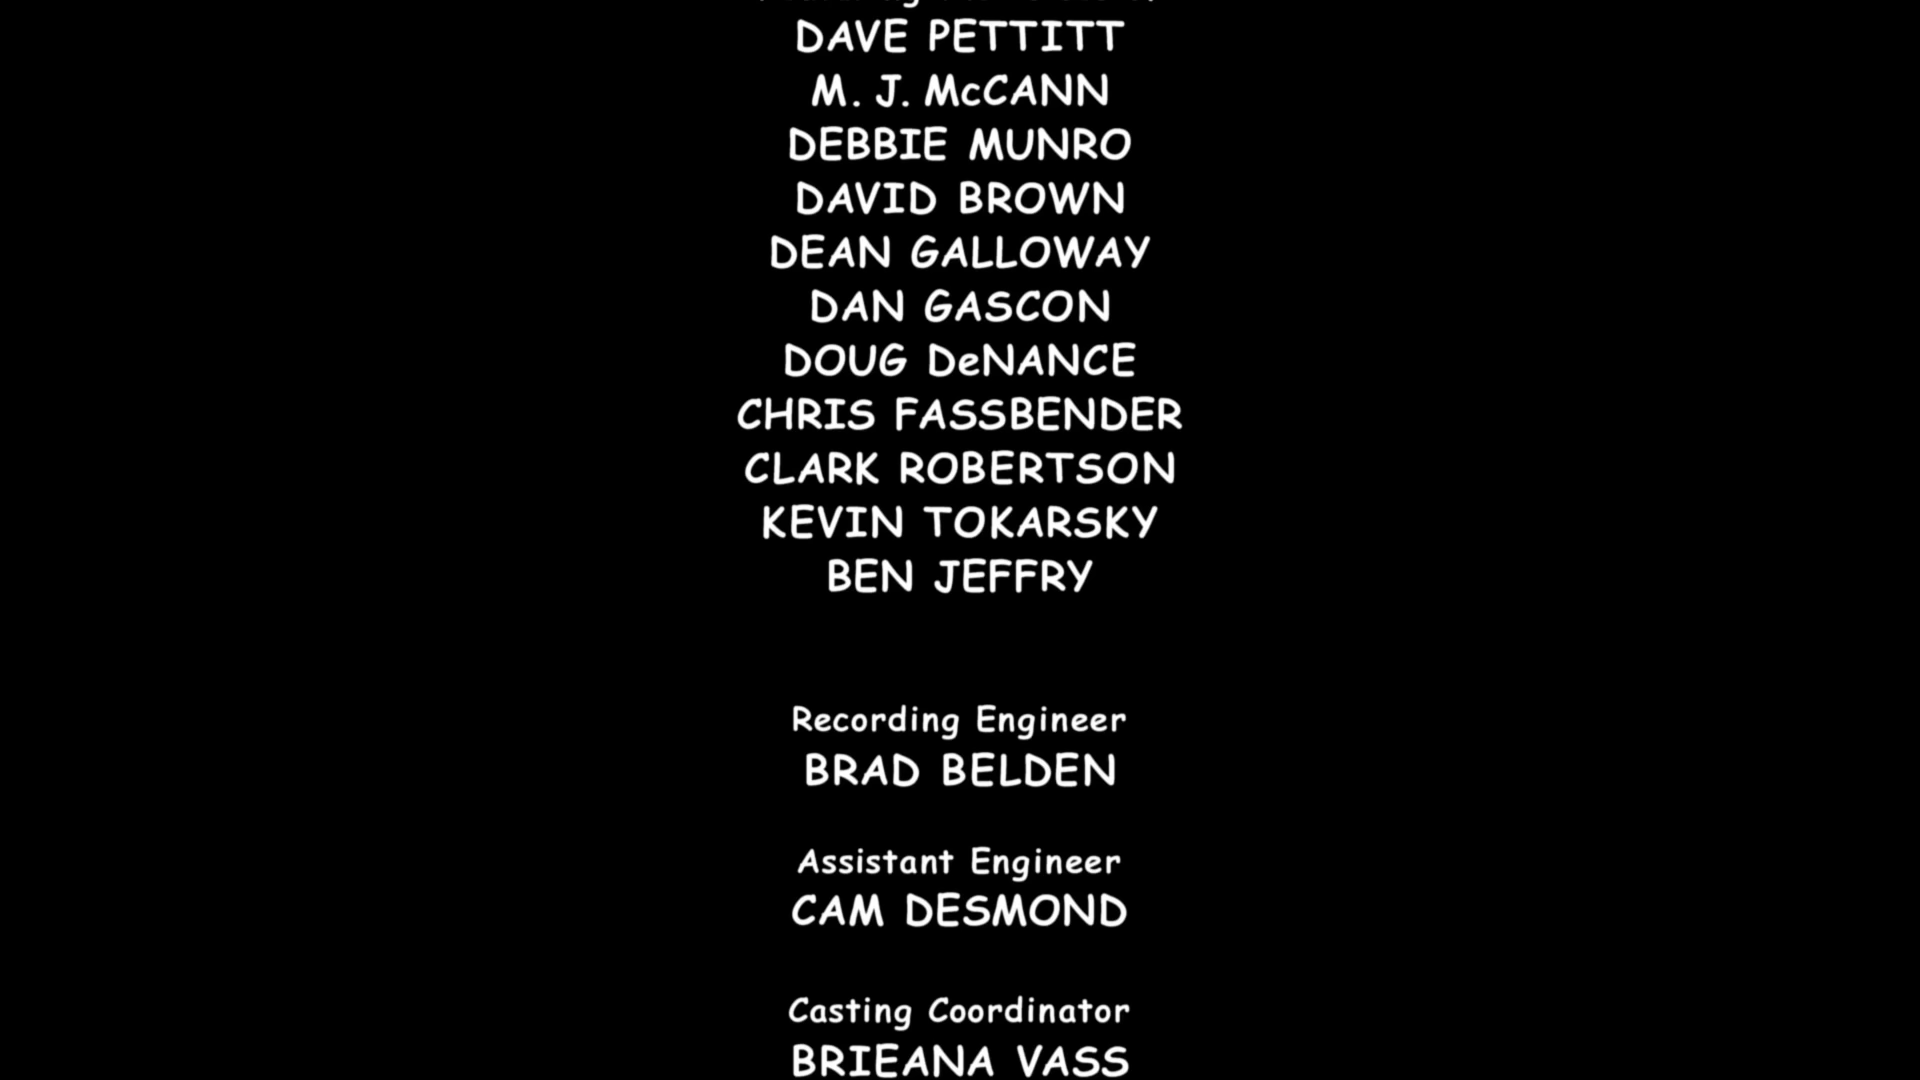 DAVE PETTITT
M. J. McCANN
DEBBIE MUNRO
DAVID BROWN
DEAN GALLOWAY
DAN GASCON
DOUG DeNANCE
CHRIS FASSBENDER
CLARK ROBERTSON
KEVIN TOKARSKY
BEN JEFFRY
Recording Engineer
BRAD BELDEN
Assistant Engineer
CAM DESMOND
Casting Coordinator
BRIEANA VASS